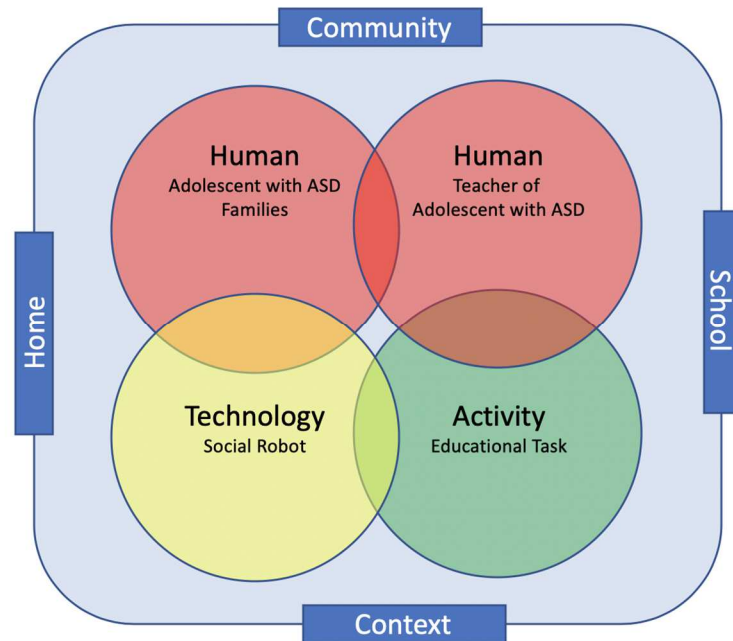 Community
Human
Adolescent with ASD
Families
Human
Teacher of
Adolescent with ASD
Home
School
Technology
Social Robot
Activity
Educational Task
Context